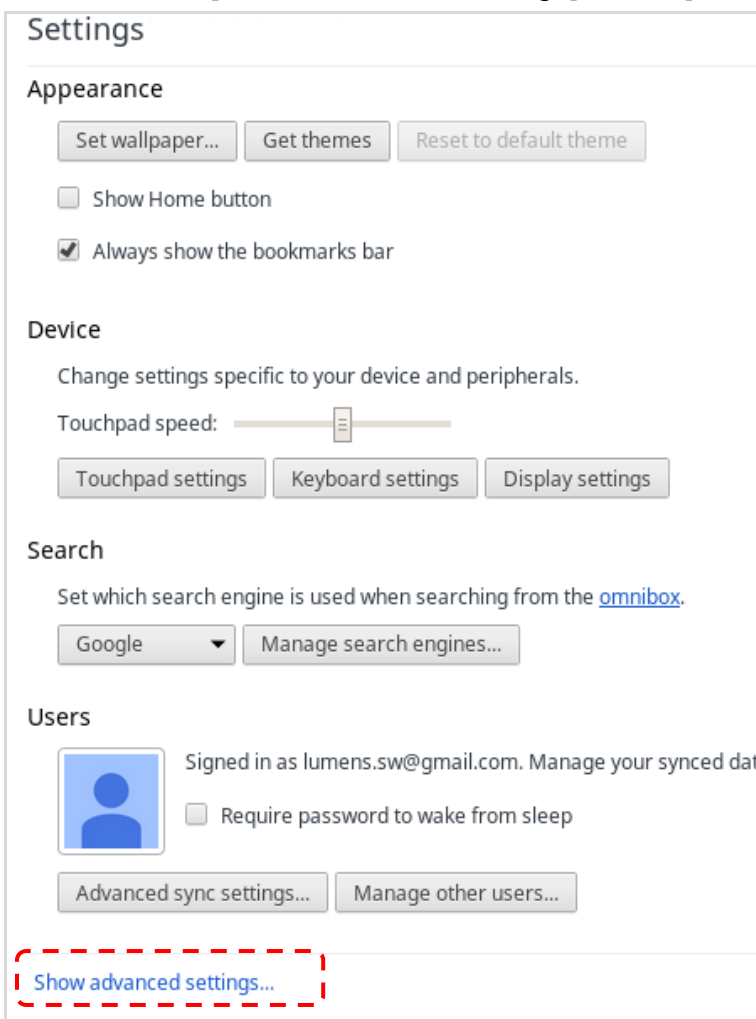 Settings
Appearance
Set wallpaper... Get themes Reset to default theme
Show Home button
Always show the bookmarks bar
Device
Change settings specific to your device and peripherals.
Touchpad speed:
Touchpad settings Keyboard settings Display settings
Search
Set which search engine is used when searching from the omnibox.
Google Manage search engines...
Users
Signed in as lumens.sw@gmail.com. Manage your synced dat
Require password to wake from sleep
Advanced sync settings... Manage other users...
Show advanced settings...